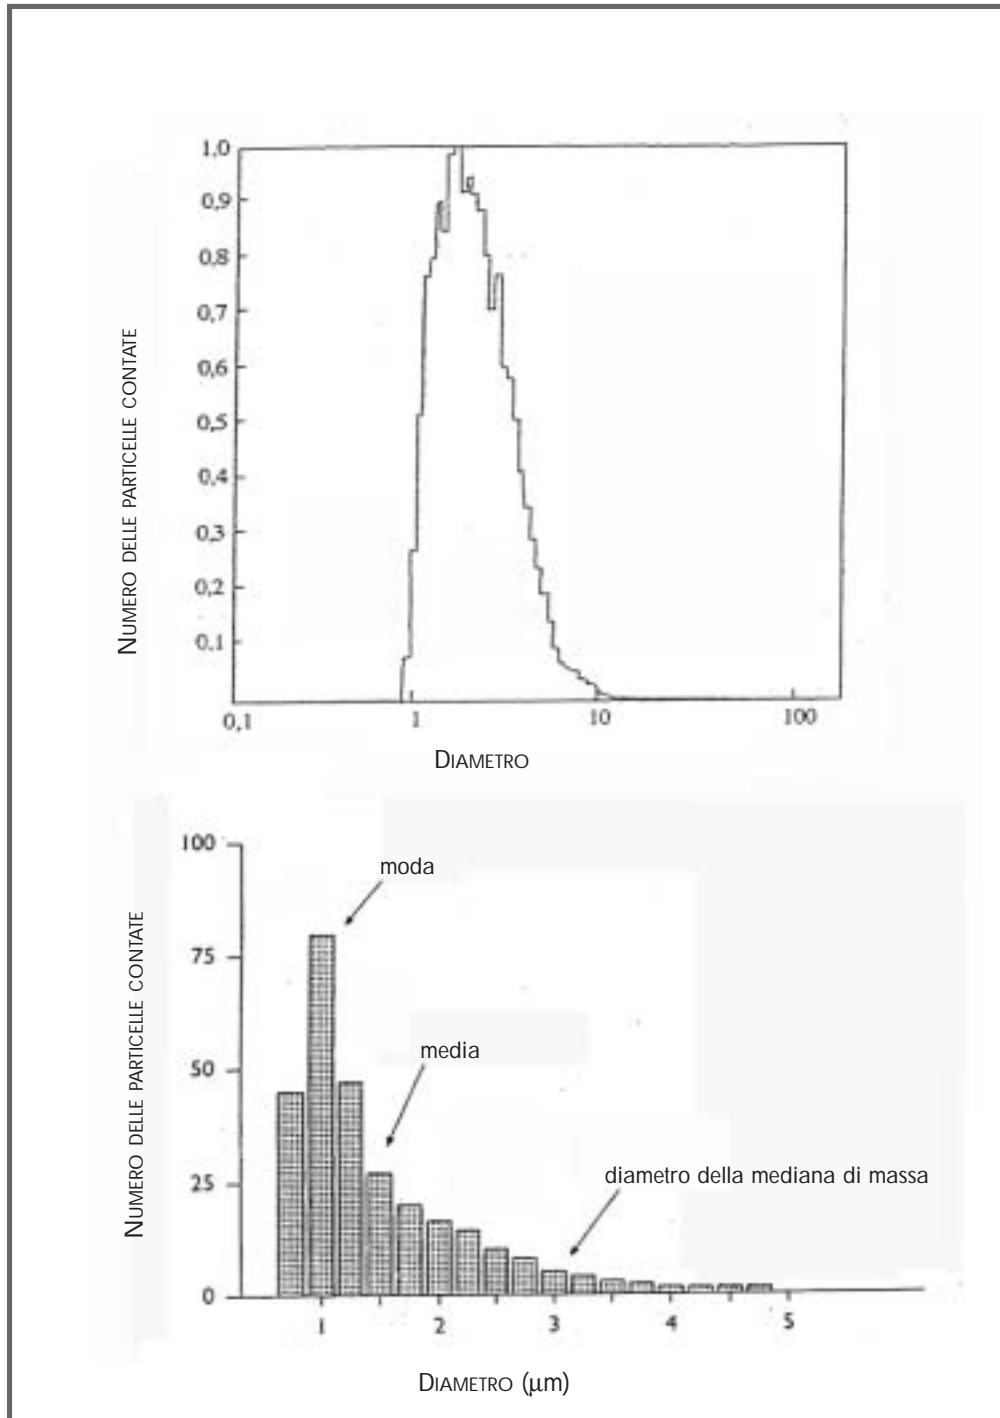 1.0
0,9
0,8
0,7
0,6
0,5
0,4
0,3
0,2
0,1
NUMERO DELLE PARTICELLE CONTATE
0,1 1 10 100
DIAMETRO
100
75
50
25
0
NUMERO DELLE PARTICELLE CONTATE
moda
media
diametro della mediana di massa
1 2 3 4 5
DIAMETRO (μm)